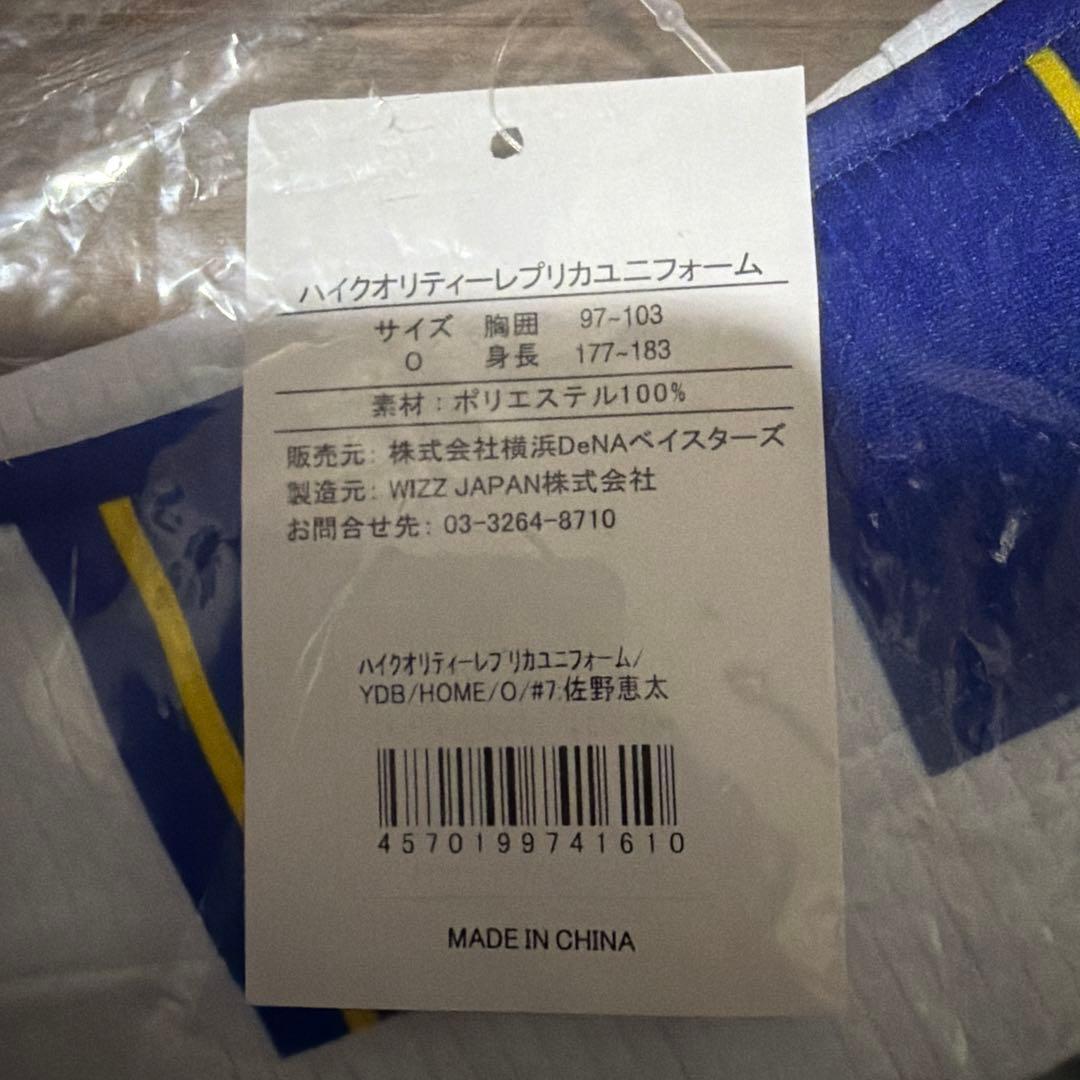 ハイクオリティーレプリカユニフォーム
サイズ 胸囲 97~103
O 身長 177~183
素材：ポリエステル100%
販売元: 株式会社横浜DeNAベイスターズ
製造元: WIZZ JAPAN株式会社
お問合せ先: 03-3264-8710
ハイクオリティーレプリカユニフォーム/
YDB/HOME/O/#7.佐野恵太
4570199741610
MADE IN CHINA